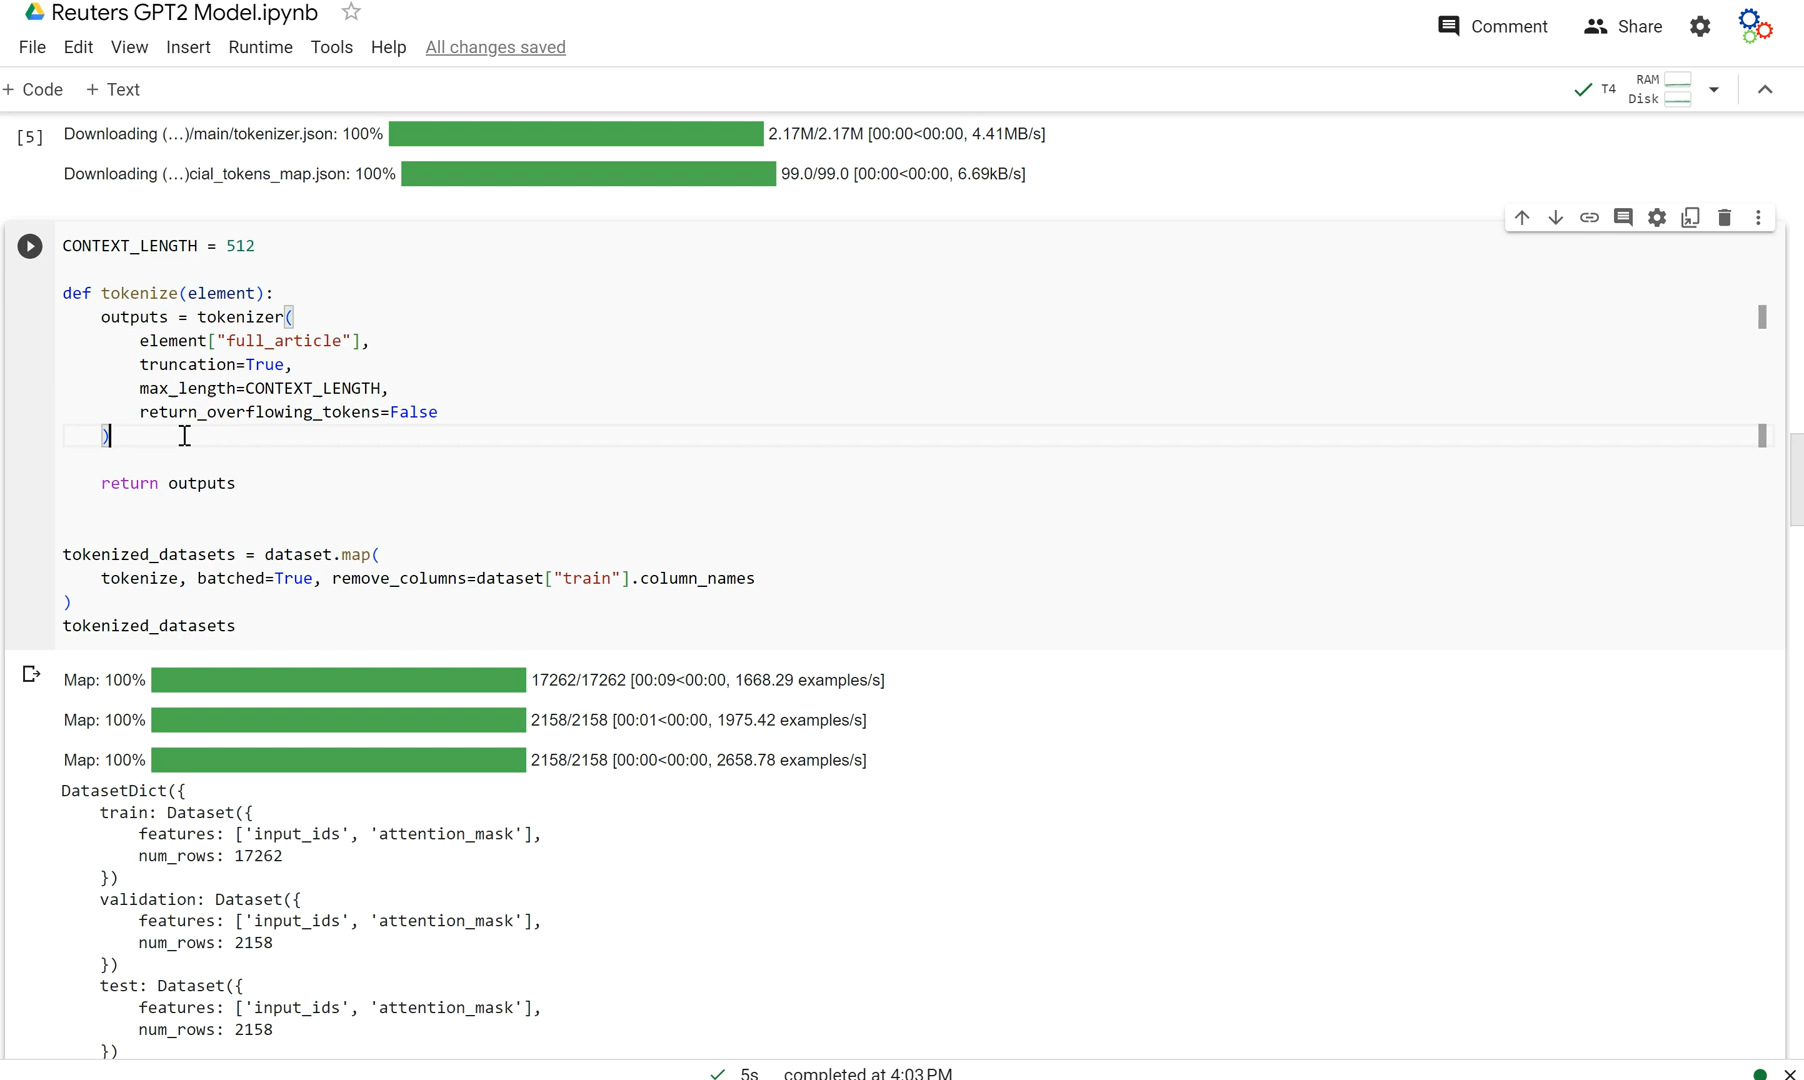 Reuters GPT2 Model.ipynb
Comment
Share
File Edit View Insert Runtime Tools Help All changes saved
+ Code + Text
T4
RAM
Disk
[5]
Downloading (…)/main/tokenizer.json: 100% 2.17M/2.17M [00:00<00:00, 4.41MB/s]
Downloading (…)cial_tokens_map.json: 100% 99.0/99.0 [00:00<00:00, 6.69kB/s]
CONTEXT_LENGTH = 512
def tokenize(element):
    outputs = tokenizer(
        element["full_article"],
        truncation=True,
        max_length=CONTEXT_LENGTH,
        return_overflowing_tokens=False
    )
    return outputs
tokenized_datasets = dataset.map(
    tokenize, batched=True, remove_columns=dataset["train"].column_names
)
tokenized_datasets
Map: 100% 17262/17262 [00:09<00:00, 1668.29 examples/s]
Map: 100% 2158/2158 [00:01<00:00, 1975.42 examples/s]
Map: 100% 2158/2158 [00:00<00:00, 2658.78 examples/s]
DatasetDict({
    train: Dataset({
        features: ['input_ids', 'attention_mask'],
        num_rows: 17262
    })
    validation: Dataset({
        features: ['input_ids', 'attention_mask'],
        num_rows: 2158
    })
    test: Dataset({
        features: ['input_ids', 'attention_mask'],
        num_rows: 2158
    })
5s completed at 4:03 PM